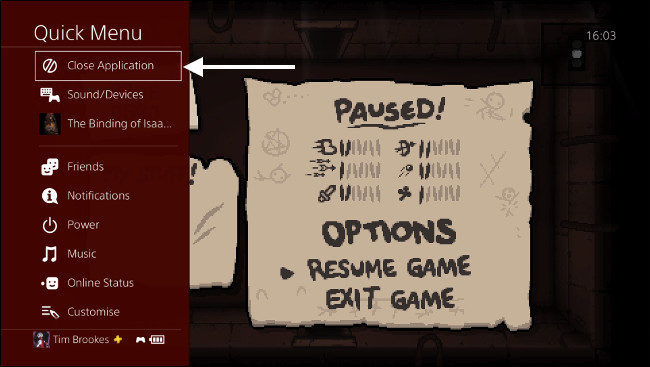 Quick Menu
16:03
Close Application
Sound/Devices
The Binding of Isaa...
Friends
Notifications
Power
Music
Online Status
Customise
Tim Brookes
PAUSED!
OPTIONS
RESUME GAME
EXIT GAME